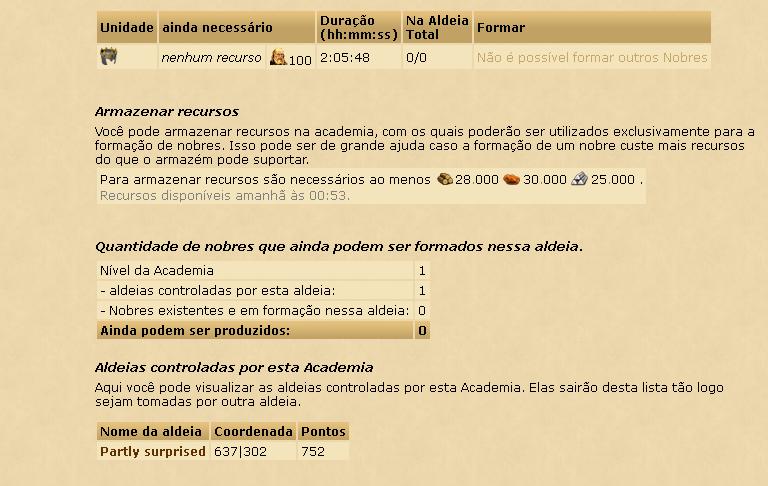 Unidade ainda necessário Duração (hh:mm:ss) Na Aldeia Total Formar
nenhum recurso 100 2:05:48 0/0 Não é possível formar outros Nobres
Armazenar recursos
Você pode armazenar recursos na academia, com os quais poderão ser utilizados exclusivamente para a
formação de nobres. Isso pode ser de grande ajuda caso a formação de um nobre custe mais recursos
do que o armazém pode suportar.
Para armazenar recursos são necessários ao menos 28.000 30.000 25.000 .
Recursos disponíveis amanhã às 00:53.
Quantidade de nobres que ainda podem ser formados nessa aldeia.
Nível da Academia 1
- aldeias controladas por esta aldeia: 1
- Nobres existentes e em formação nessa aldeia: 0
Ainda podem ser produzidos: 0
Aldeias controladas por esta Academia
Aqui você pode visualizar as aldeias controladas por esta Academia. Elas sairão desta lista tão logo
sejam tomadas por outra aldeia.
Nome da aldeia Coordenada Pontos
Partly surprised 637|302 752